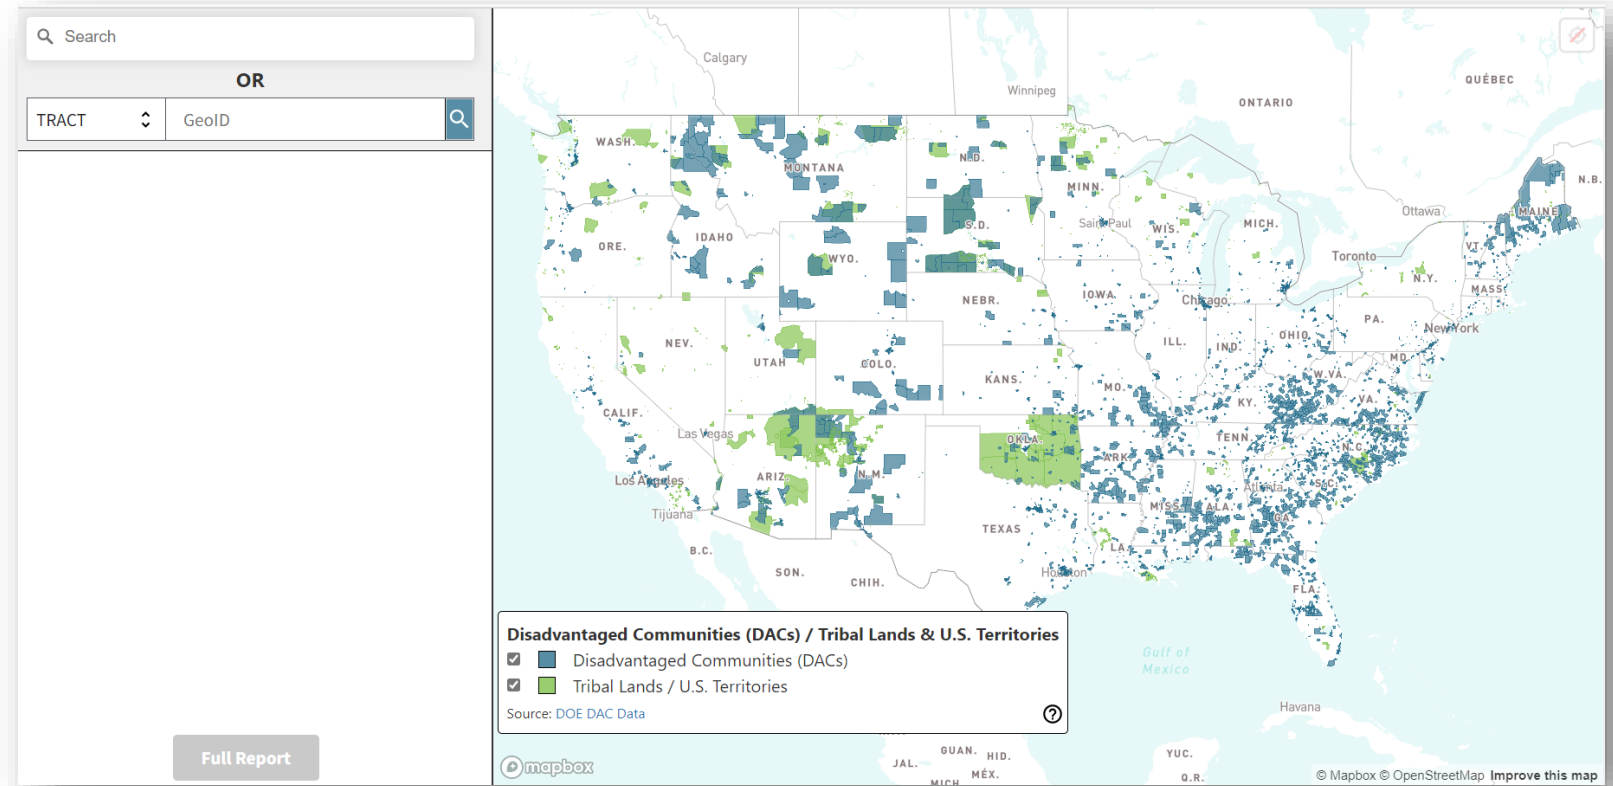 Search
OR
TRACT
GeoID
Full Report
Calgary
Winnipeg
ONTARIO
QUÉBEC
WASH.
MONTANA
N.D.
MINN.
N.B.
MAINE
Ottawa
Saint Paul
WIS.
MICH.
S.D.
IDAHO
ORE.
WYO.
Toronto
VT.
N.Y.
MASS.
IOWA
Chicago
NEBR.
PA.
New York
OHIO
NEV.
ILL.
IND.
UTAH
COLO.
MD.
KANS.
MO.
W.VA.
KY.
VA.
CALIF.
Las Vegas
OKLA.
TENN.
N.C.
ARK.
Los Angeles
ARIZ.
N.M.
Atlanta
S.C.
MISS.
ALA.
GA.
Tijuana
TEXAS
B.C.
LA.
SON.
Houston
CHIH.
FLA.
Disadvantaged Communities (DACs) / Tribal Lands & U.S. Territories
Disadvantaged Communities (DACs)
Tribal Lands / U.S. Territories
Source: DOE DAC Data
?
Gulf of
Mexico
Havana
GUAN.
HID.
YUC.
JAL.
MÉX.
MICH.
Q.R.
mapbox
© Mapbox © OpenStreetMap Improve this map